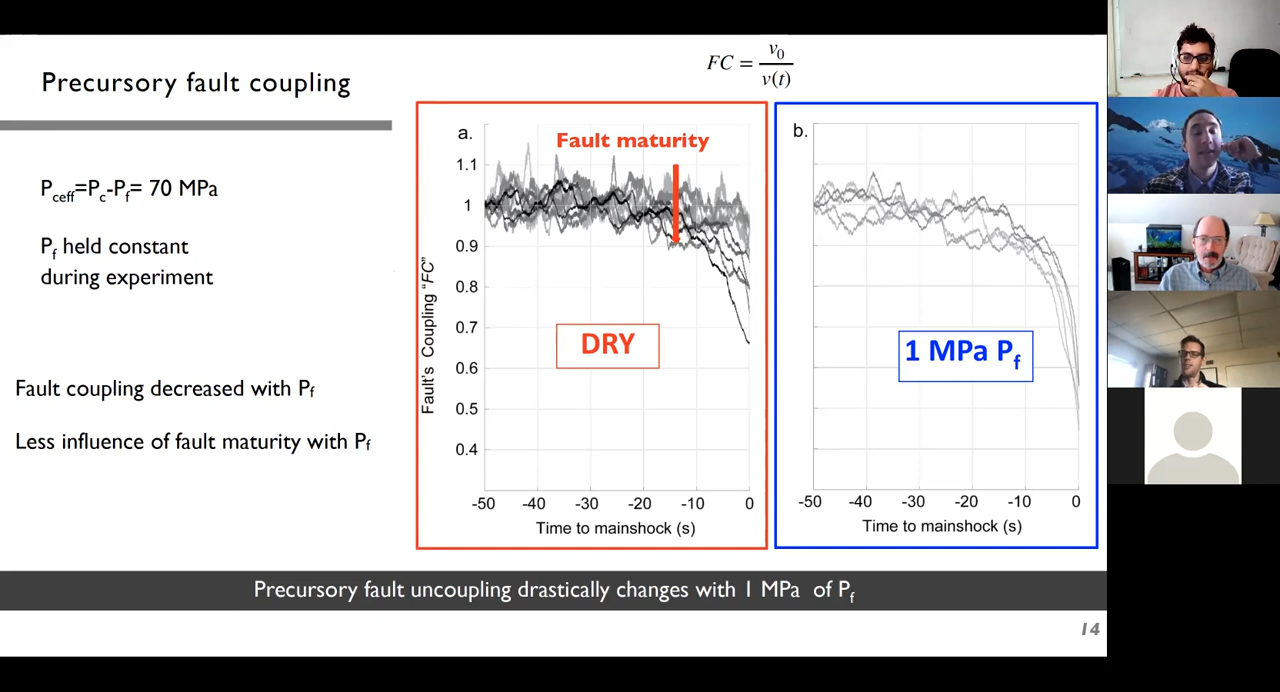 Precursory fault coupling
FC = v₀ / v(t)
P_ceff=P_c-P_f= 70 MPa
P_f held constant
during experiment
Fault coupling decreased with P_f
Less influence of fault maturity with P_f
a.
Fault maturity
1.1
1
0.9
0.8
0.7
0.6
0.5
0.4
Fault's Coupling "FC"
DRY
-50 -40 -30 -20 -10 0
Time to mainshock (s)
b.
1 MPa P_f
-50 -40 -30 -20 -10 0
Time to mainshock (s)
Precursory fault uncoupling drastically changes with 1 MPa of P_f
14